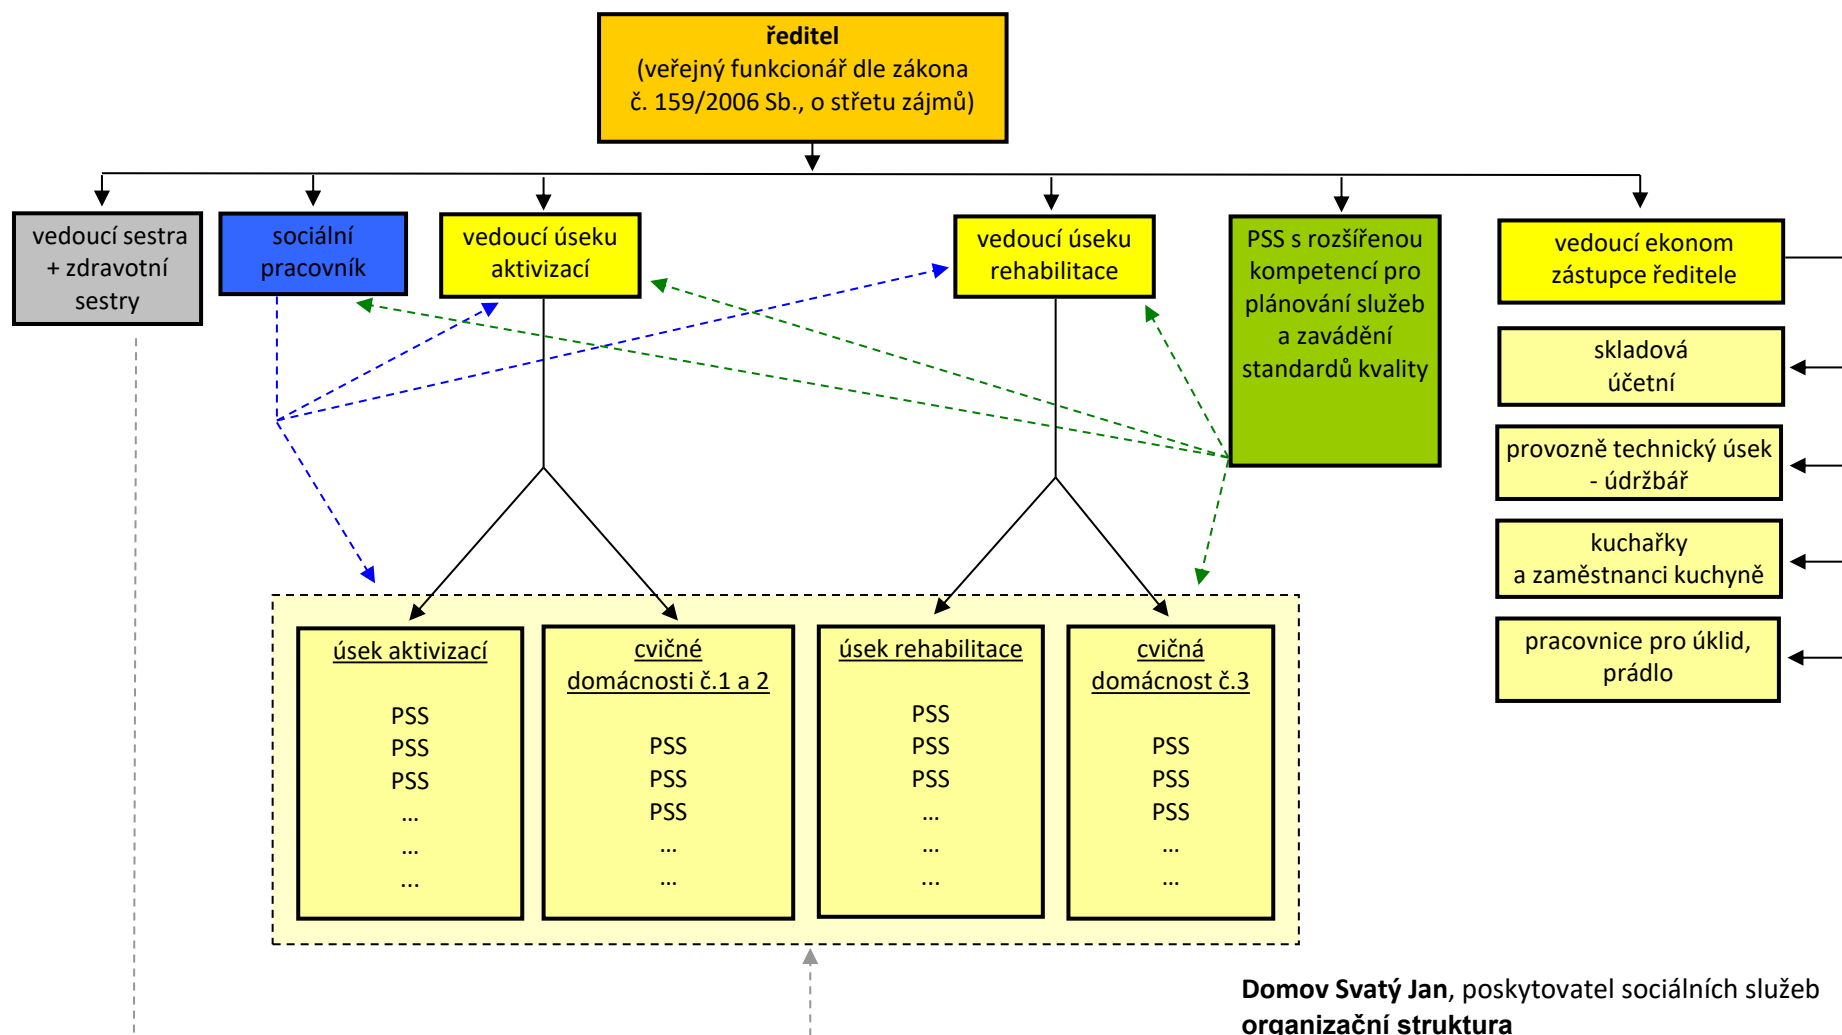 ředitel
(veřejný funkcionář dle zákona
č. 159/2006 Sb., o střetu zájmů)
vedoucí sestra
+ zdravotní
sestry
sociální
pracovník
vedoucí úseku
aktivizací
vedoucí úseku
rehabilitace
PSS s rozšířenou
kompetencí pro
plánování služeb
a zavádění
standardů kvality
vedoucí ekonom
zástupce ředitele
skladová
účetní
provozně technický úsek
- údržbář
kuchařky
a zaměstnanci kuchyně
pracovnice pro úklid,
prádlo
úsek aktivizací
PSS
PSS
PSS
...
...
...
cvičné
domácnosti č.1 a 2
PSS
PSS
PSS
...
...
úsek rehabilitace
PSS
PSS
PSS
...
...
...
cvičná
domácnost č.3
PSS
PSS
PSS
...
...
Domov Svatý Jan, poskytovatel sociálních služeb
organizační struktura